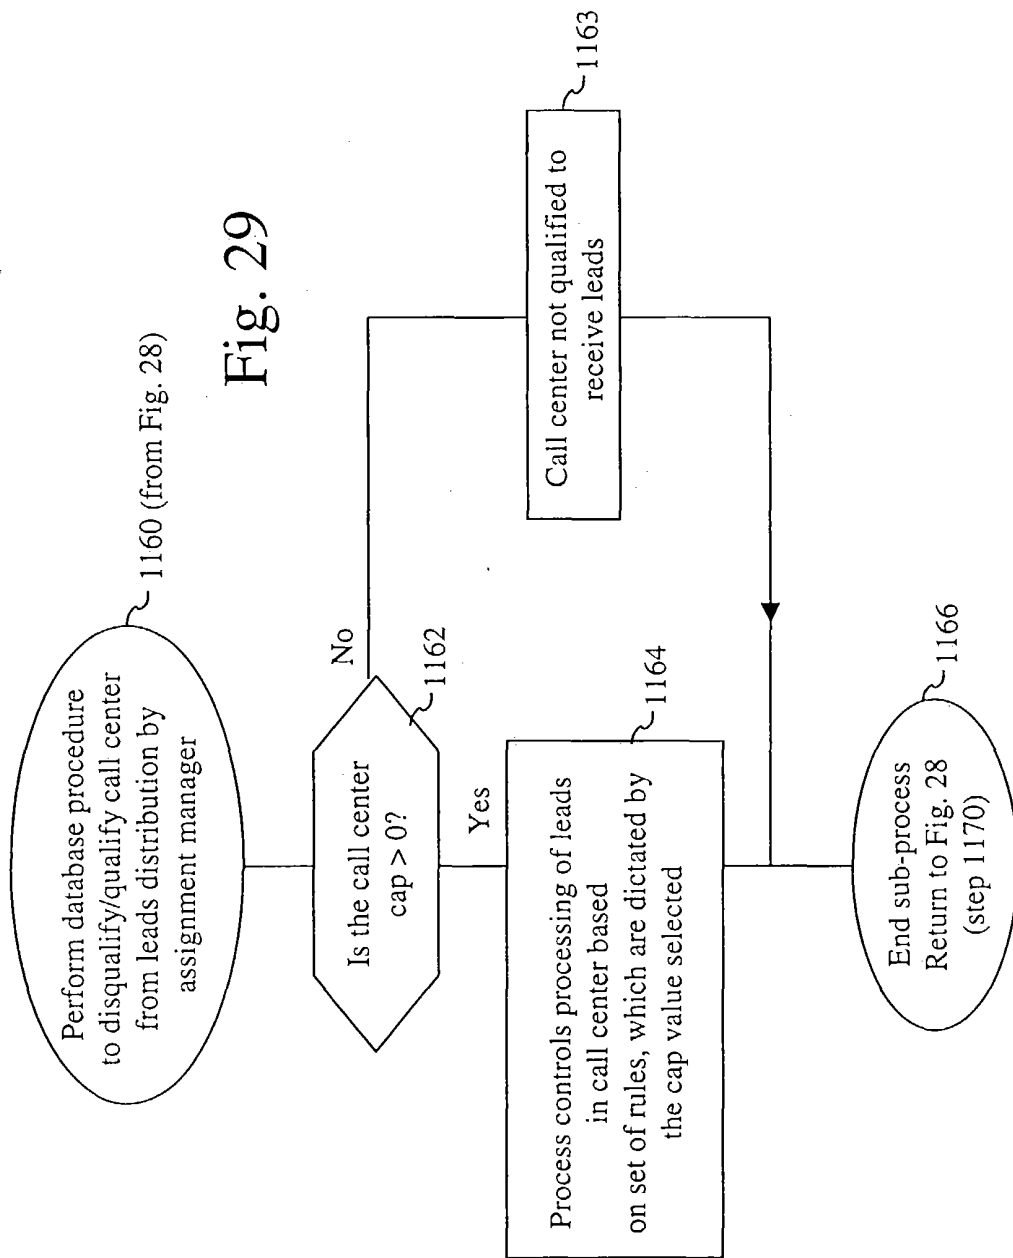 Fig. 29
Perform database procedure
to disqualify/qualify call center
from leads distribution by
assignment manager
1160 (from Fig. 28)
Is the call center
cap > 0?
1162
No
Yes
Call center not qualified to
receive leads
1163
Process controls processing of leads
in call center based
on set of rules, which are dictated by
the cap value selected
1164
End sub-process
Return to Fig. 28
(step 1170)
1166